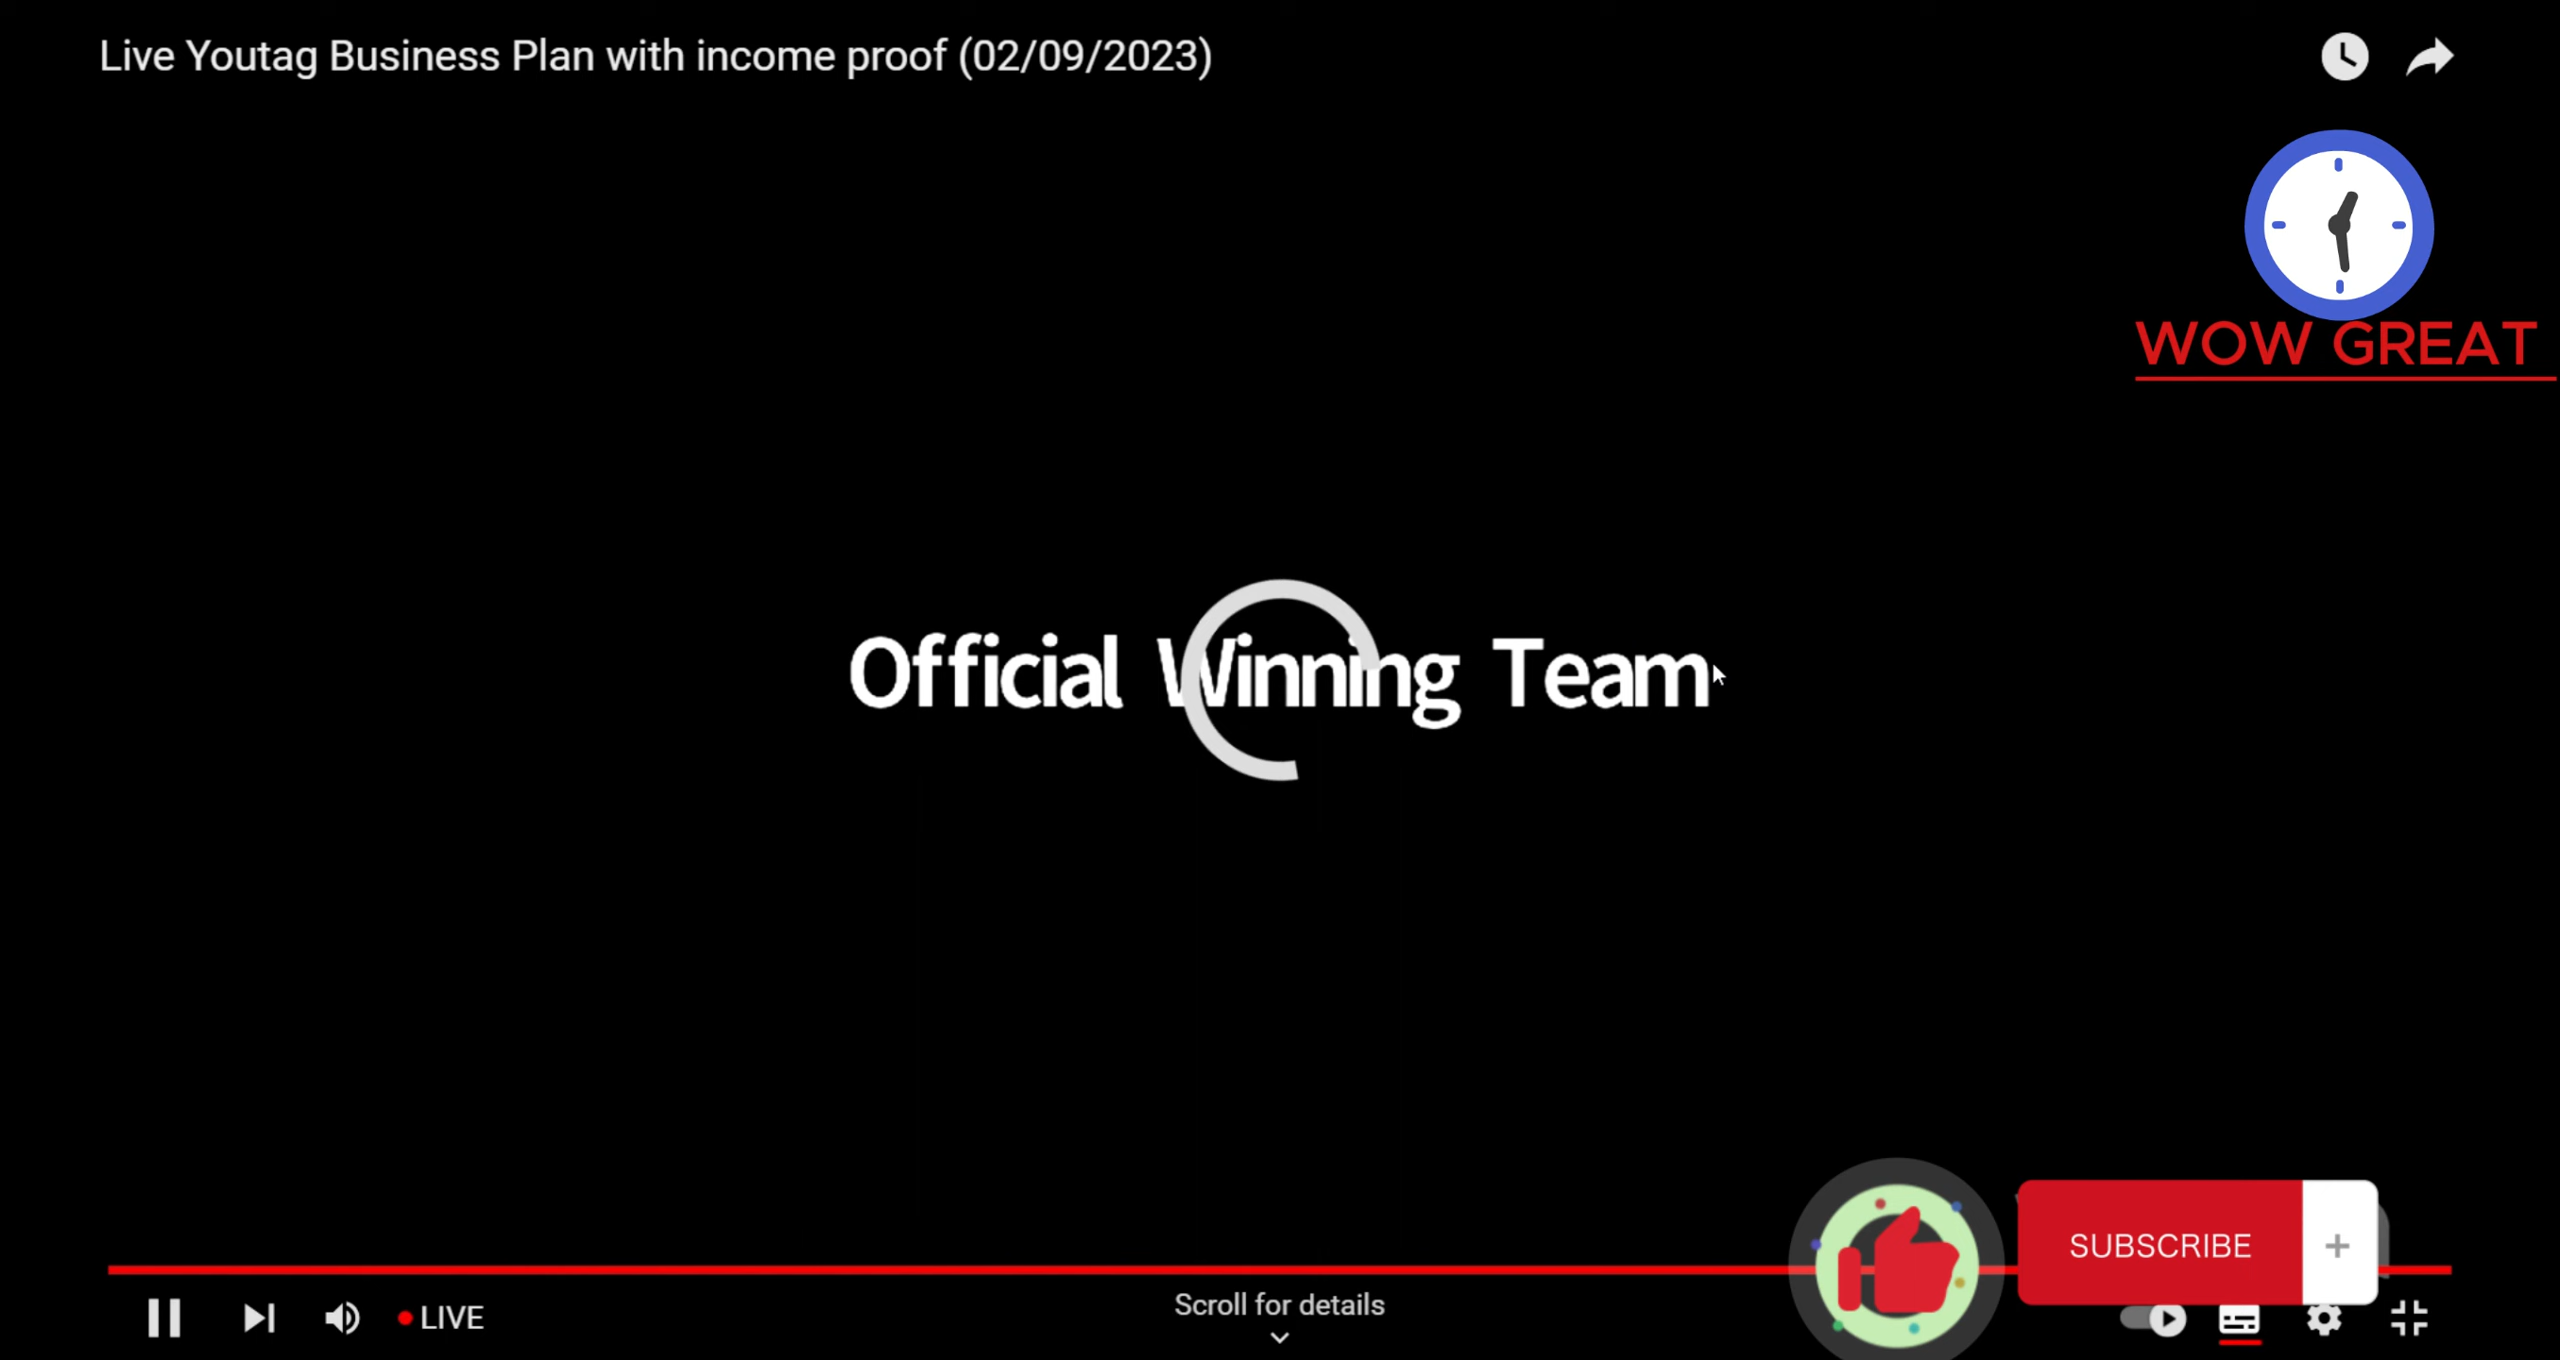 Live Youtag Business Plan with income proof (02/09/2023)
WOW GREAT
Official Winning Team
SUBSCRIBE +
LIVE
Scroll for details